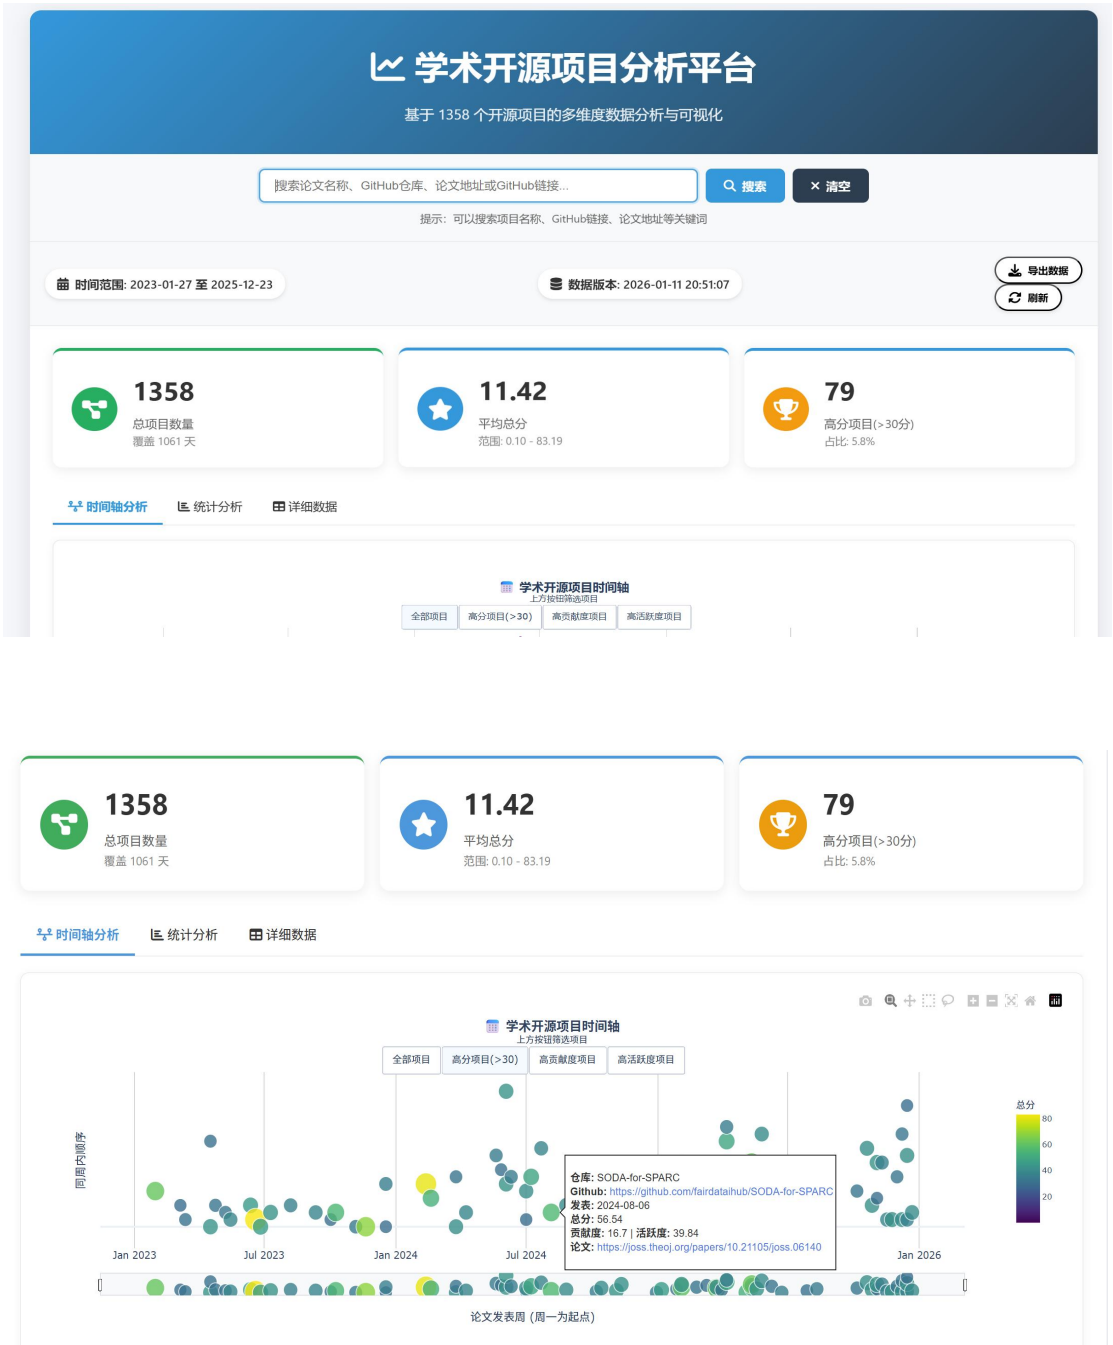 学术开源项目分析平台
基于 1358 个开源项目的多维度数据分析与可视化
搜索论文名称、GitHub仓库、论文地址或GitHub链接...
搜索
× 清空
提示：可以搜索项目名称、GitHub链接、论文地址等关键词
时间范围: 2023-01-27 至 2025-12-23
数据版本: 2026-01-11 20:51:07
导出数据
刷新
1358
总项目数量
覆盖 1061 天
11.42
平均总分
范围: 0.10 - 83.19
79
高分项目(>30分)
占比: 5.8%
时间轴分析
统计分析
详细数据
学术开源项目时间轴
上方按钮筛选项目
全部项目
高分项目(>30)
高贡献度项目
高活跃度项目
1358
总项目数量
覆盖 1061 天
11.42
平均总分
范围: 0.10 - 83.19
79
高分项目(>30分)
占比: 5.8%
时间轴分析
统计分析
详细数据
学术开源项目时间轴
上方按钮筛选项目
全部项目
高分项目(>30)
高贡献度项目
高活跃度项目
同周内顺序
仓库: SODA-for-SPARC
Github: https://github.com/fairdataihub/SODA-for-SPARC
发表: 2024-08-06
总分: 56.54
贡献度: 16.7 | 活跃度: 39.84
论文: https://joss.theoj.org/papers/10.21105/joss.06140
总分
80
60
40
20
Jan 2023
Jul 2023
Jan 2024
Jul 2024
Jan 2026
论文发表周 (周一为起点)